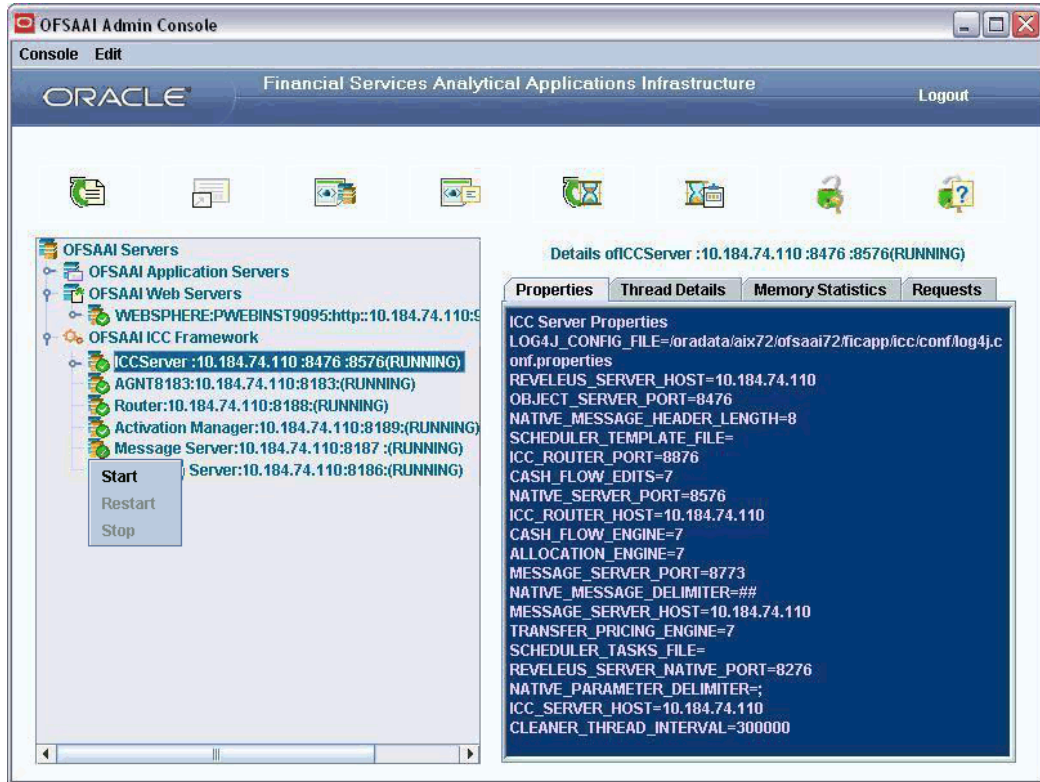 OFSAAI Admin Console
Console Edit
ORACLE
Financial Services Analytical Applications Infrastructure
Logout
OFSAAI Servers
OFSAAI Application Servers
OFSAAI Web Servers
WEBSPHERE:PWEBINST9095:http::10.184.74.110:9
OFSAAI ICC Framework
ICCServer :10.184.74.110 :8476 :8576(RUNNING)
AGNT8183:10.184.74.110:8183:(RUNNING)
Router:10.184.74.110:8188:(RUNNING)
Activation Manager:10.184.74.110:8189:(RUNNING)
Message Server:10.184.74.110:8187 :(RUNNING)
Server:10.184.74.110:8186:(RUNNING)
Start
Restart
Stop
Details ofICCServer :10.184.74.110 :8476 :8576(RUNNING)
Properties Thread Details Memory Statistics Requests
ICC Server Properties
LOG4J_CONFIG_FILE=/oradata/aix72/ofsaai72/ficapp/icc/conf/log4j.c
onf.properties
REVELEUS_SERVER_HOST=10.184.74.110
OBJECT_SERVER_PORT=8476
NATIVE_MESSAGE_HEADER_LENGTH=8
SCHEDULER_TEMPLATE_FILE=
ICC_ROUTER_PORT=8876
CASH_FLOW_EDITS=7
NATIVE_SERVER_PORT=8576
ICC_ROUTER_HOST=10.184.74.110
CASH_FLOW_ENGINE=7
ALLOCATION_ENGINE=7
MESSAGE_SERVER_PORT=8773
NATIVE_MESSAGE_DELIMITER=##
MESSAGE_SERVER_HOST=10.184.74.110
TRANSFER_PRICING_ENGINE=7
SCHEDULER_TASKS_FILE=
REVELEUS_SERVER_NATIVE_PORT=8276
NATIVE_PARAMETER_DELIMITER=;
ICC_SERVER_HOST=10.184.74.110
CLEANER_THREAD_INTERVAL=300000